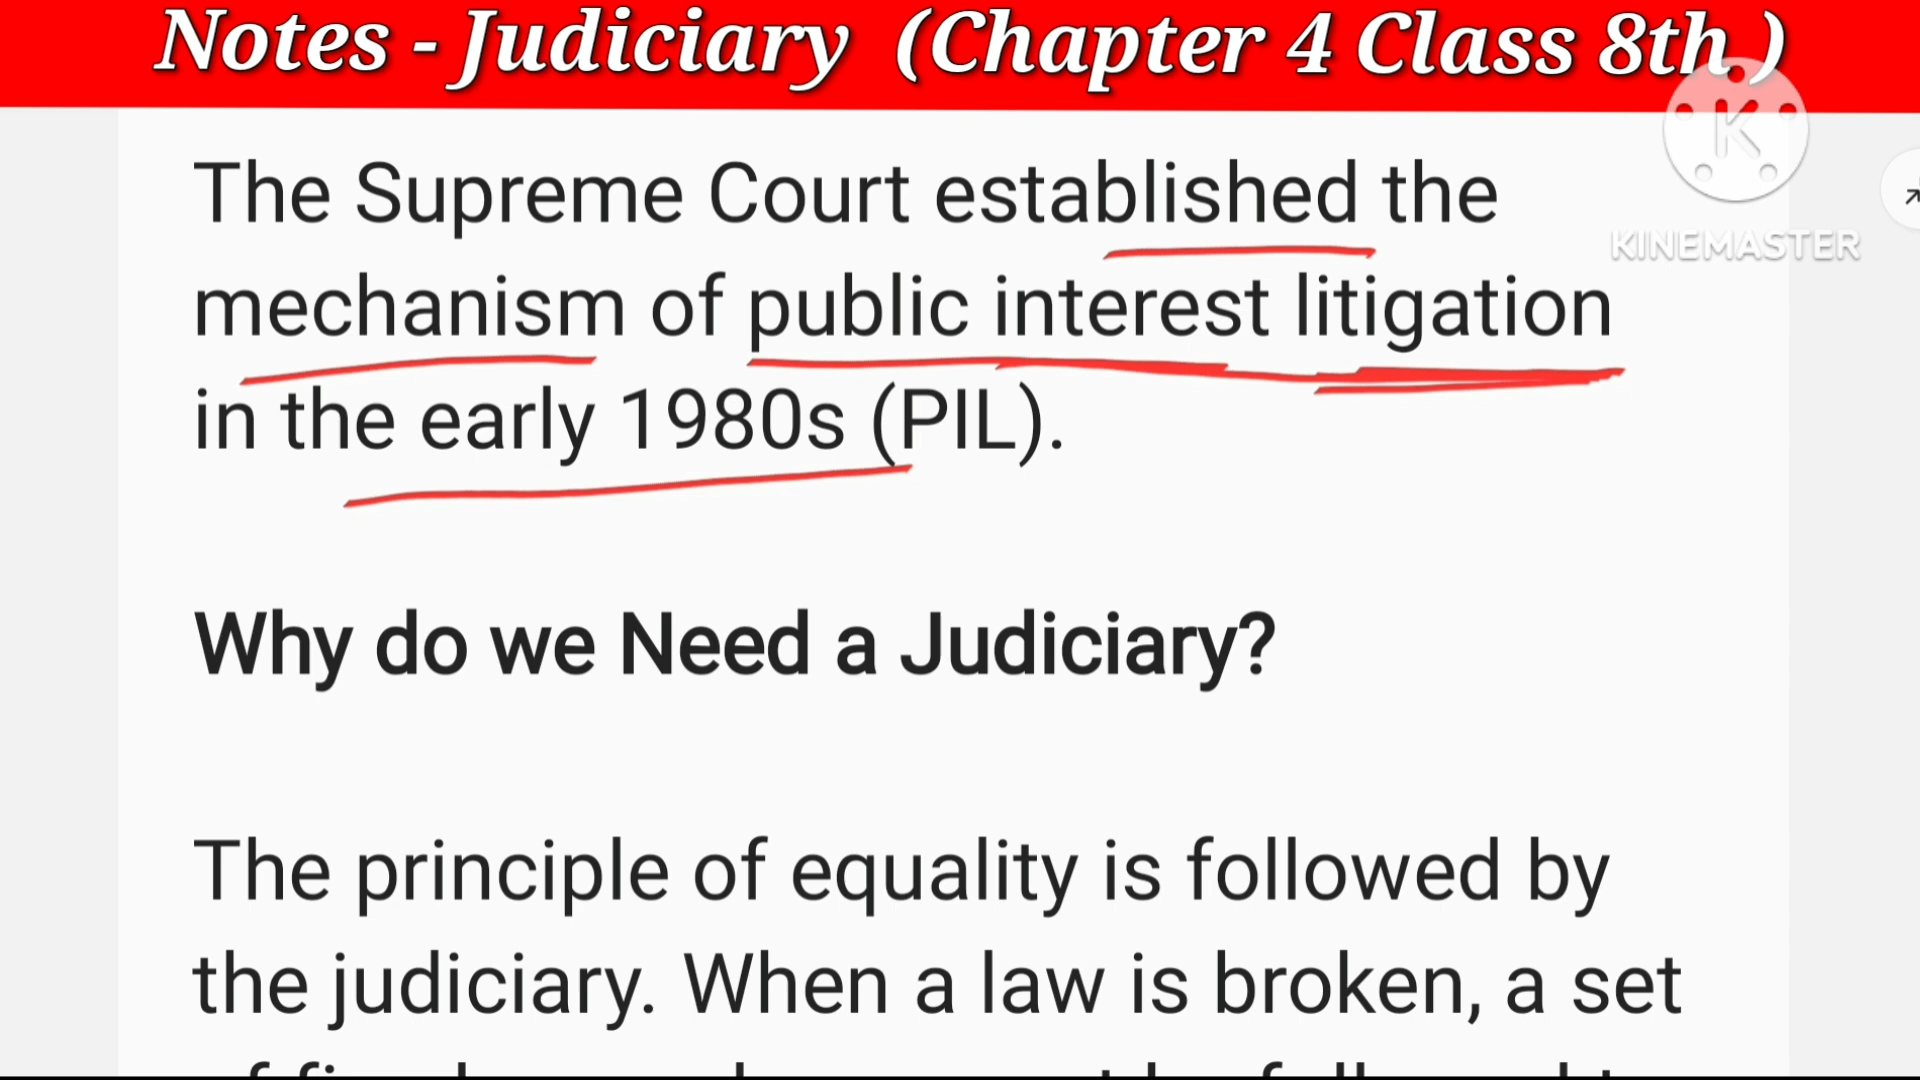 Notes - Judiciary (Chapter 4 Class 8th )
KINEMASTER
The Supreme Court established the
mechanism of public interest litigation
in the early 1980s (PIL).
Why do we Need a Judiciary?
The principle of equality is followed by
the judiciary. When a law is broken, a set